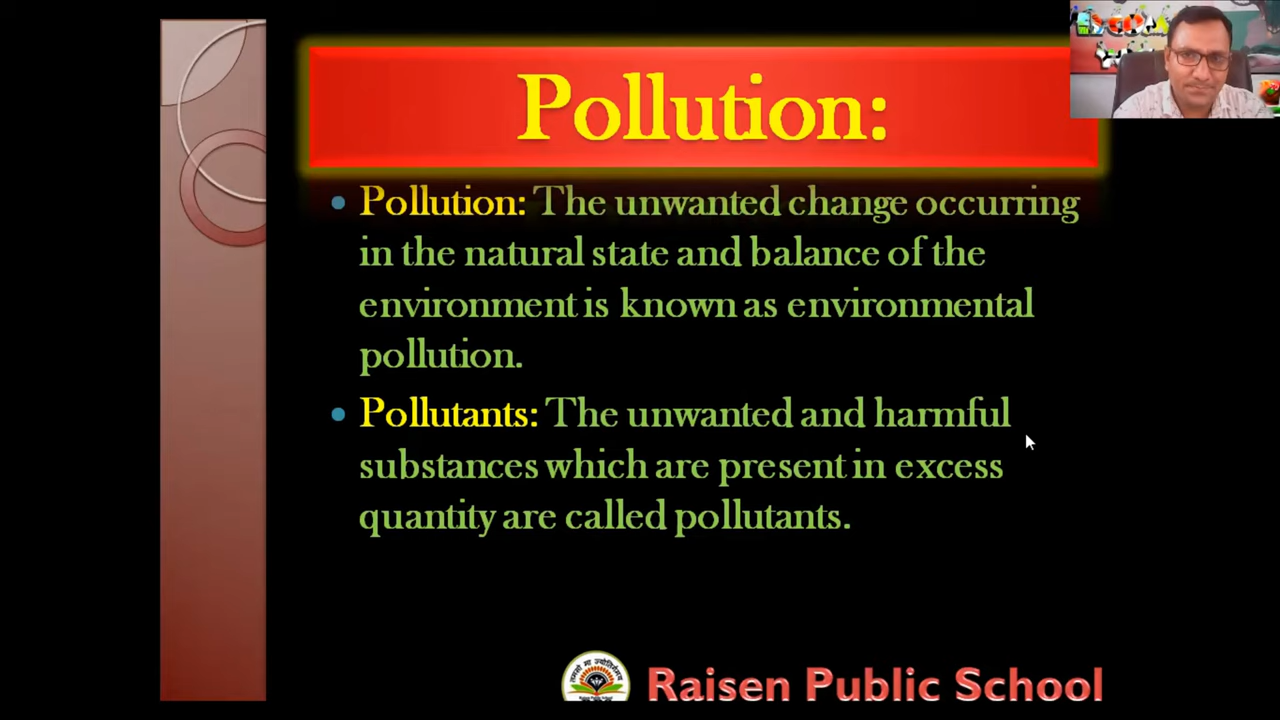 Pollution:
Pollution: The unwanted change occurring
in the natural state and balance of the
environment is known as environmental
pollution.
Pollutants: The unwanted and harmful
substances which are present in excess
quantity are called pollutants.
तमसो मा ज्योतिर्गमय
Raisen Public School